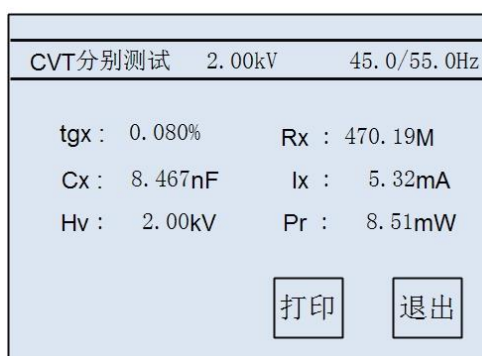 CVT分别测试 2.00kV 45.0/55.0Hz
tgx: 0.080% Rx : 470.19M
Cx: 8.467nF Ix : 5.32mA
Hv: 2.00kV Pr : 8.51mW
打印 退出